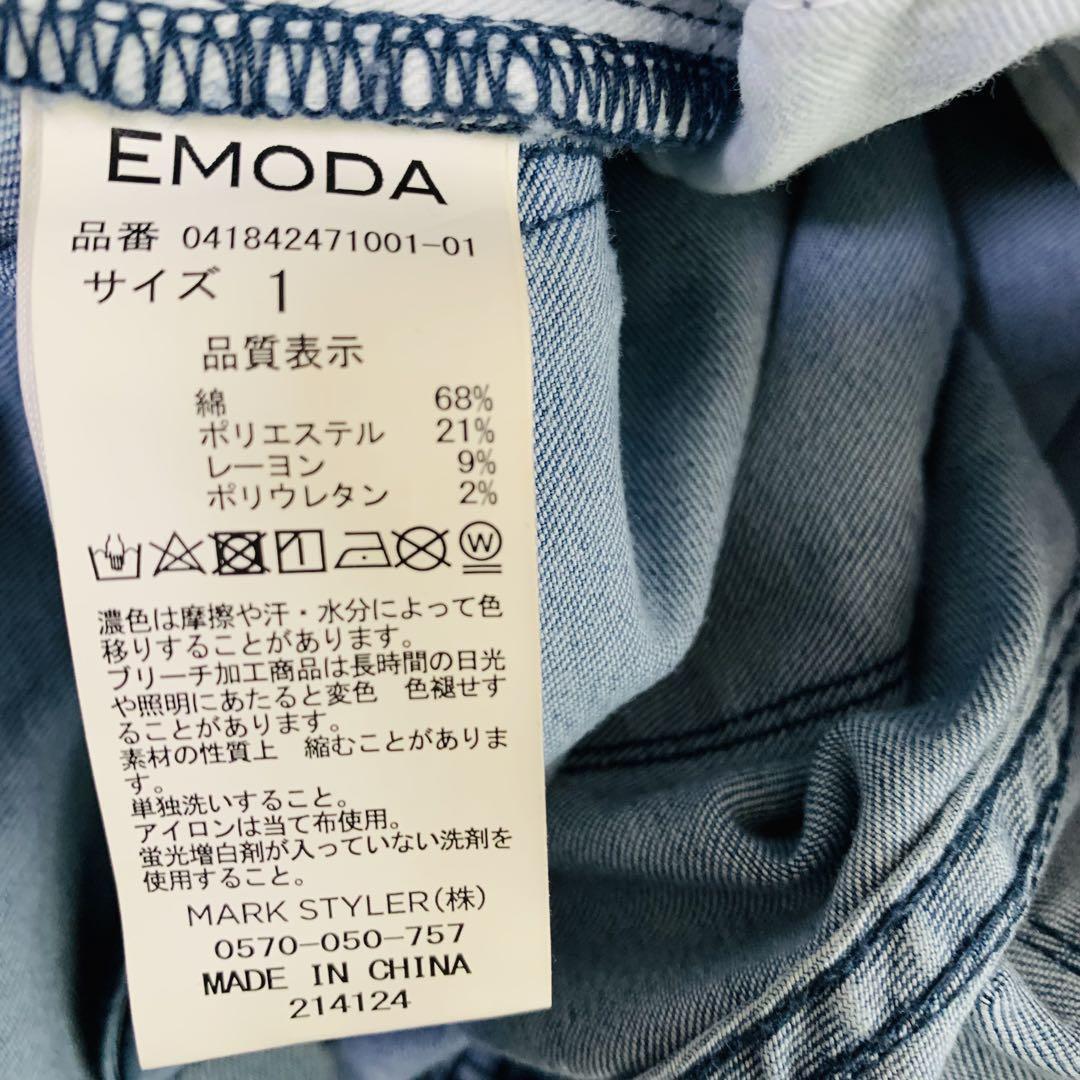 EMODA
品番 041842471001-01
サイズ 1
品質表示
綿 68%
ポリエステル 21%
レーヨン 9%
ポリウレタン 2%
W
濃色は摩擦や汗・水分によって色
移りすることがあります。
ブリーチ加工商品は長時間の日光
や照明にあたると変色 色褪せす
ることがあります。
素材の性質上 縮むことがありま
す。
単独洗いすること。
アイロンは当て布使用。
蛍光増白剤が入っていない洗剤を
使用すること。
MARK STYLER(株)
0570-050-757
MADE IN CHINA
214124